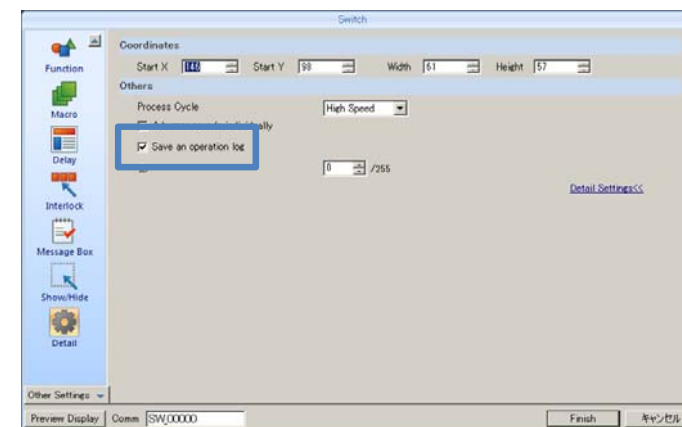 Switch
Function
Macro
Delay
Interlock
Message Box
Show/Hide
Detail
Other Settings
Coordinates
Start X 146 Start Y 98 Width 61 Height 57
Others
Process Cycle High Speed
Save an operation log
0 /255
Detail Settings<<
Preview Display Comm SW_00000 Finish キャンセル